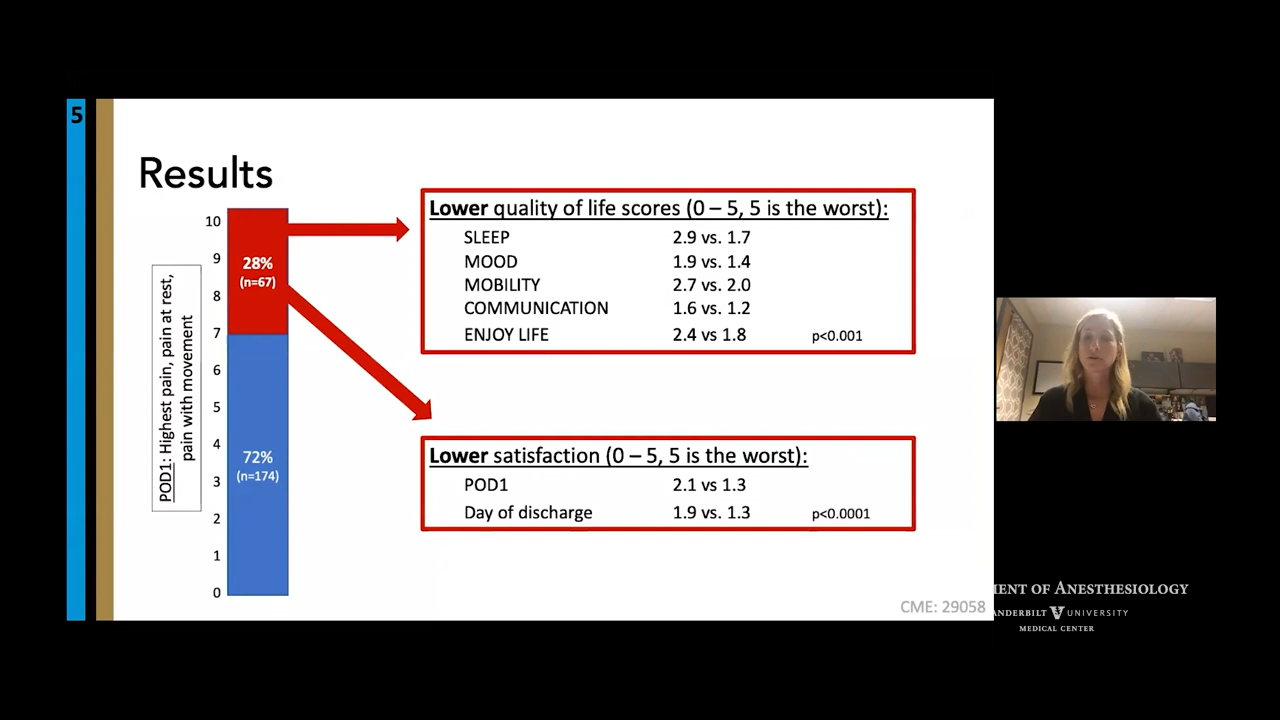 5
Results
10
9
8
7
6
5
4
3
2
1
0
POD1: Highest pain, pain at rest,
pain with movement
28%
(n=67)
72%
(n=174)
Lower quality of life scores (0 – 5, 5 is the worst):
SLEEP 2.9 vs. 1.7
MOOD 1.9 vs. 1.4
MOBILITY 2.7 vs. 2.0
COMMUNICATION 1.6 vs. 1.2
ENJOY LIFE 2.4 vs 1.8 p<0.001
Lower satisfaction (0 – 5, 5 is the worst):
POD1 2.1 vs 1.3
Day of discharge 1.9 vs. 1.3 p<0.0001
CME: 29058
MENT OF ANESTHESIOLOGY
ANDERBILT V UNIVERSITY
MEDICAL CENTER